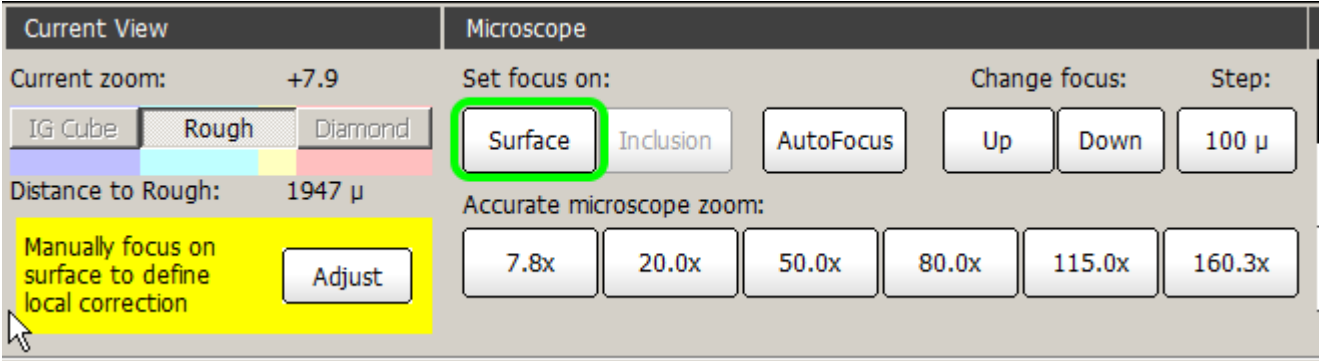 Current View
Current zoom: +7.9
IG Cube Rough Diamond
Distance to Rough: 1947 µ
Manually focus on
surface to define
local correction
Adjust
Microscope
Set focus on: Change focus: Step:
Surface Inclusion AutoFocus Up Down 100 µ
Accurate microscope zoom:
7.8x 20.0x 50.0x 80.0x 115.0x 160.3x